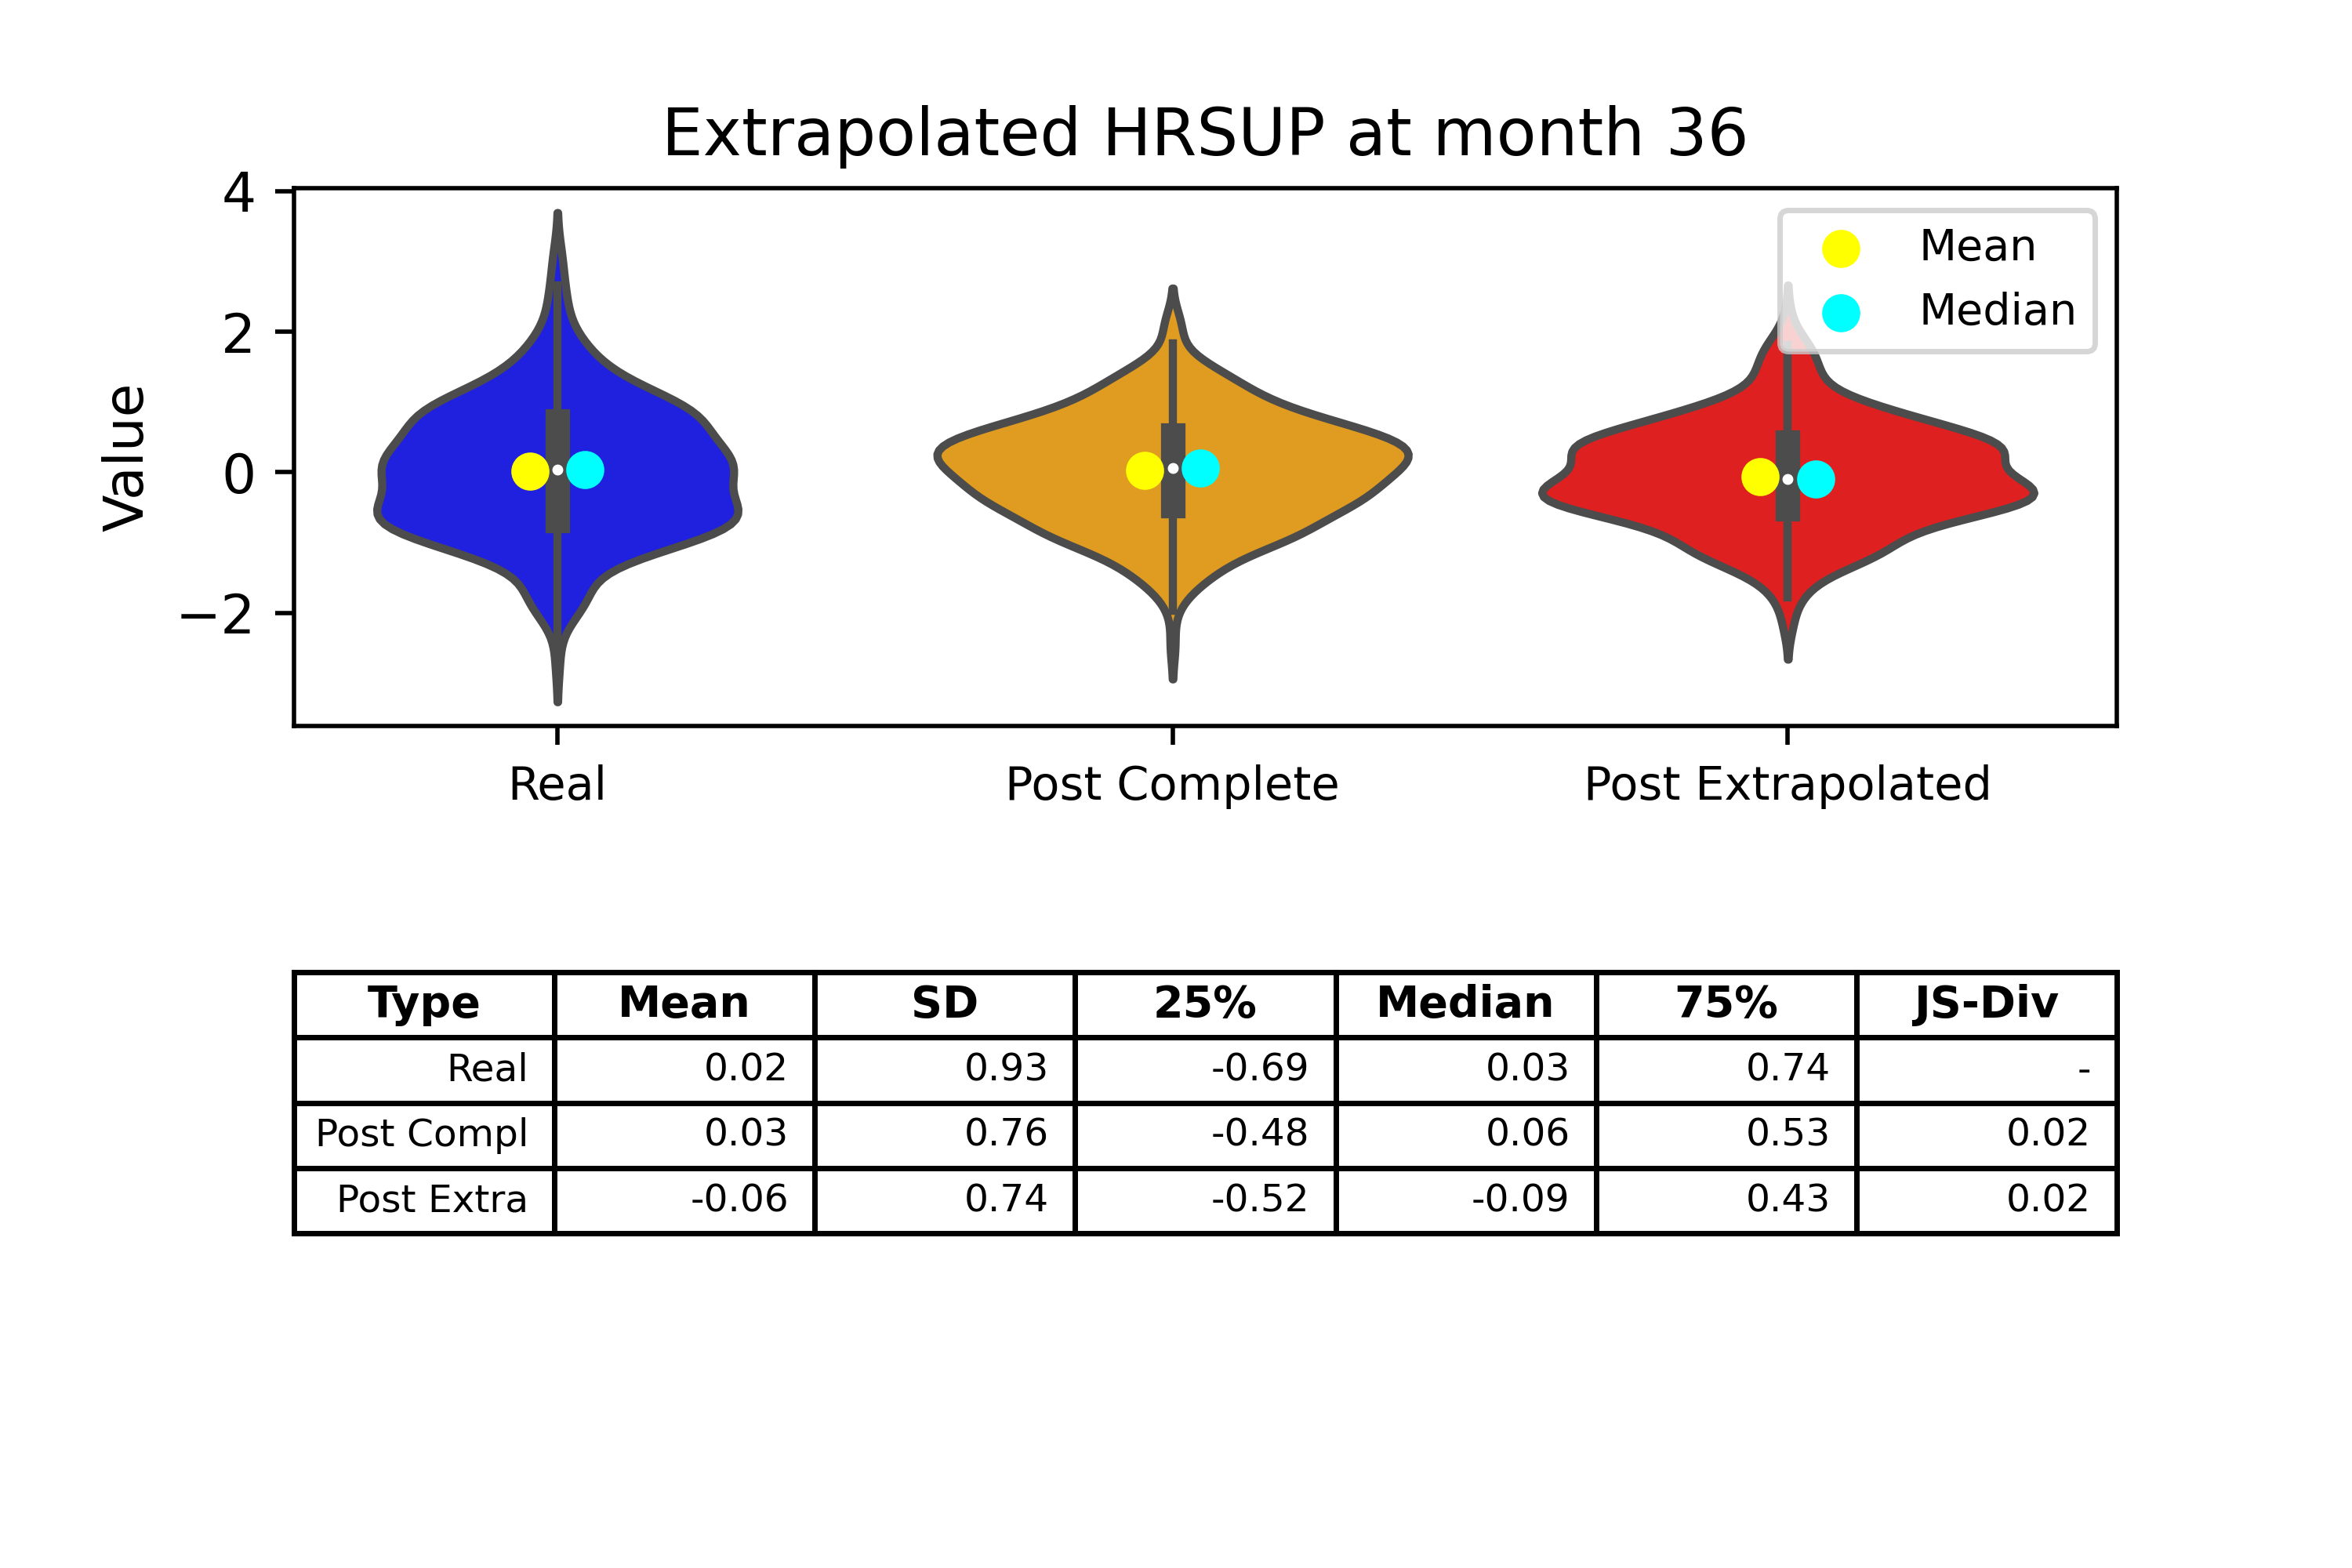 Extrapolated HRSUP at month 36
4
2
0
−2
Value
Mean
Median
Real Post Complete Post Extrapolated
Type Mean SD 25% Median 75% JS-Div
Real 0.02 0.93 -0.69 0.03 0.74 -
Post Compl 0.03 0.76 -0.48 0.06 0.53 0.02
Post Extra -0.06 0.74 -0.52 -0.09 0.43 0.02